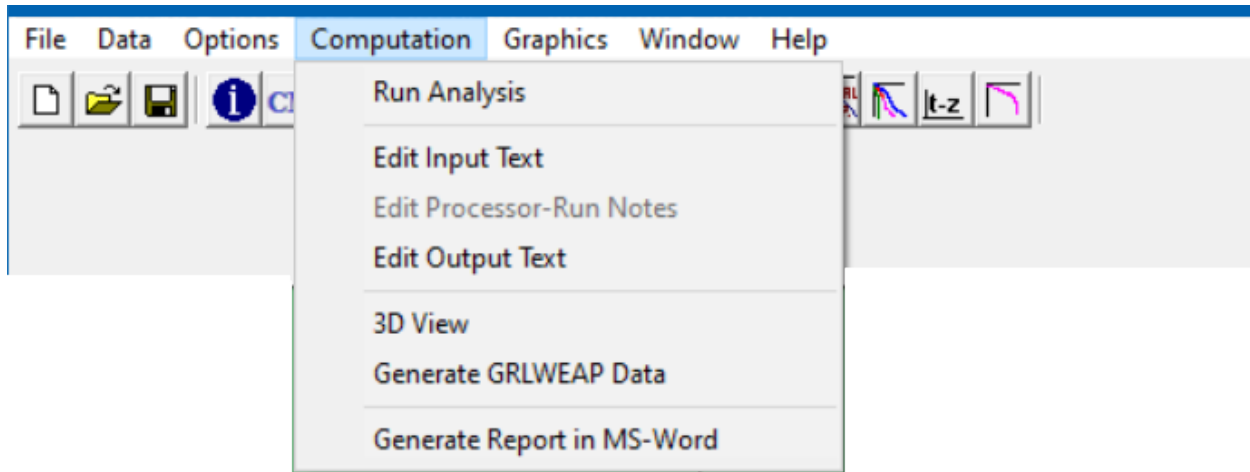 File Data Options Computation Graphics Window Help
t-z
Run Analysis
Edit Input Text
Edit Processor-Run Notes
Edit Output Text
3D View
Generate GRLWEAP Data
Generate Report in MS-Word